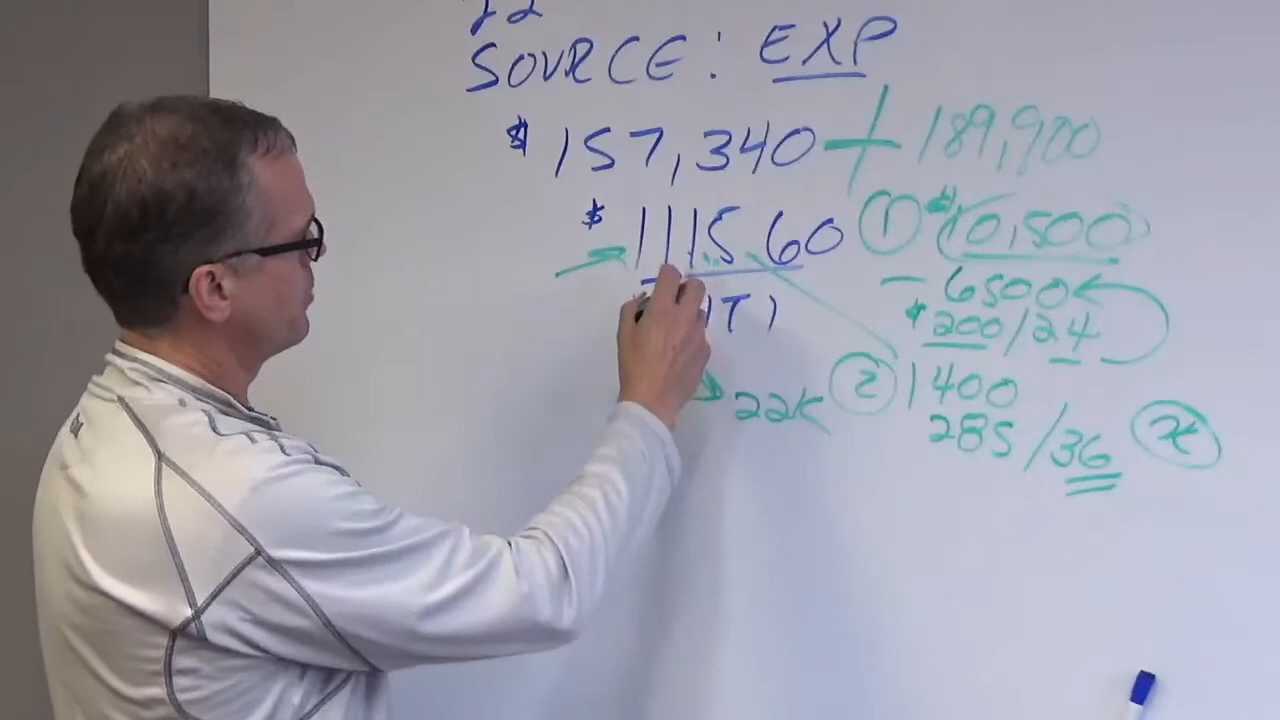 SOURCE: EXP
$157,340 + 189,900
$1115.60 ① $(10,500)
- 6500
$200/24
② 1400
22K
285/36